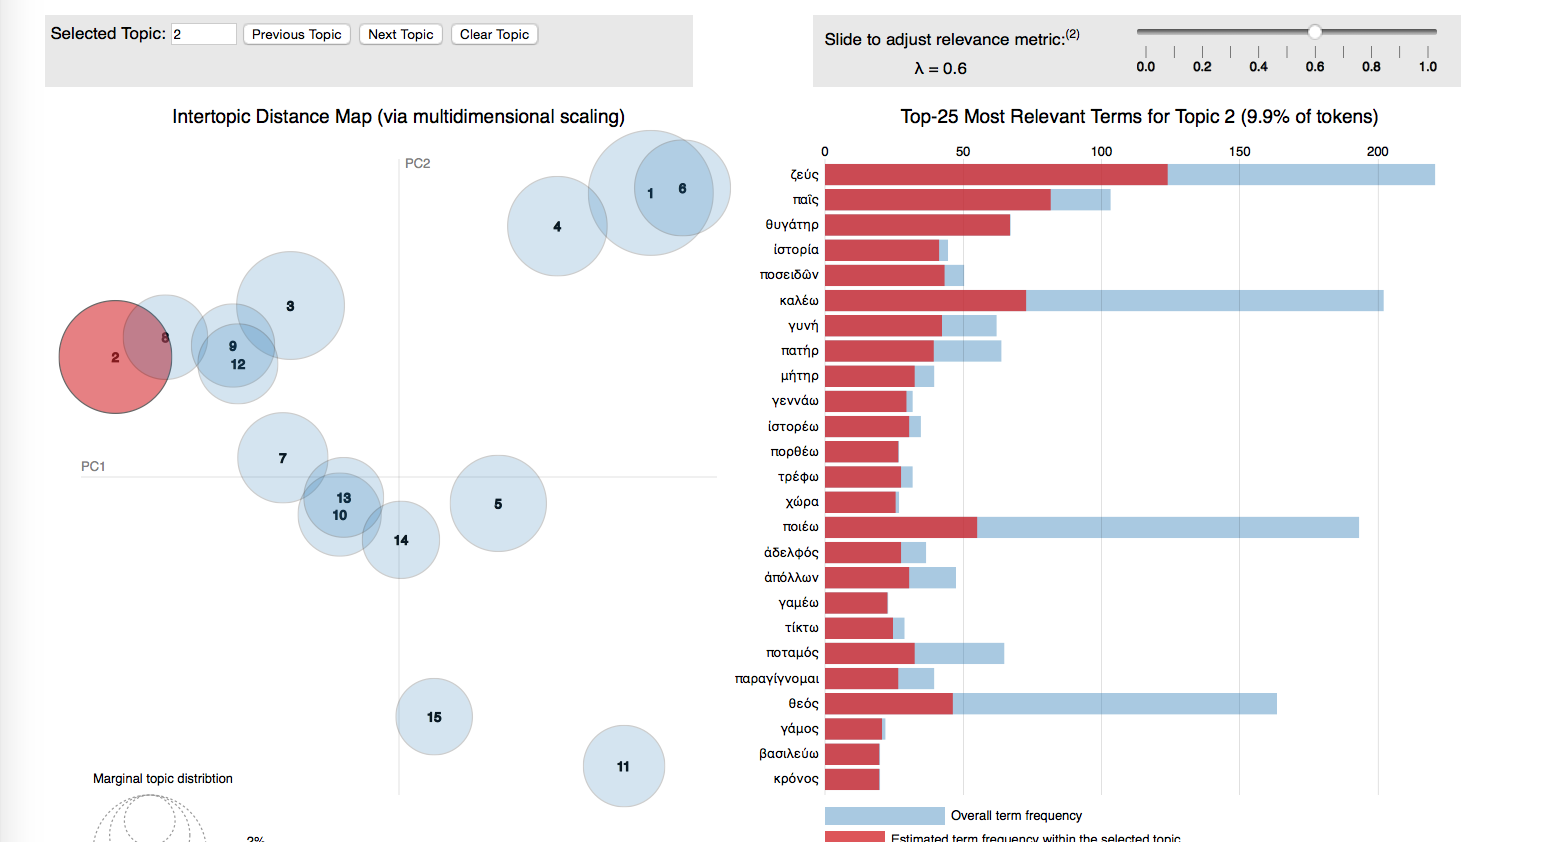 Selected Topic: 2 Previous Topic Next Topic Clear Topic
Slide to adjust relevance metric:(2)
λ = 0.6
0.0 0.2 0.4 0.6 0.8 1.0
Intertopic Distance Map (via multidimensional scaling)
PC2
PC1
1
6
4
3
8
2
9
12
7
13
10
5
14
15
11
Marginal topic distribtion
2%
Top-25 Most Relevant Terms for Topic 2 (9.9% of tokens)
0 50 100 150 200
ζεύς
παῖς
θυγάτηρ
ἱστορία
ποσειδῶν
καλέω
γυνή
πατήρ
μήτηρ
γεννάω
ἱστορέω
πορθέω
τρέφω
χώρα
ποιέω
ἀδελφός
ἀπόλλων
γαμέω
τίκτω
ποταμός
παραγίγνομαι
θεός
γάμος
βασιλεύω
κρόνος
Overall term frequency
Estimated term frequency within the selected topic